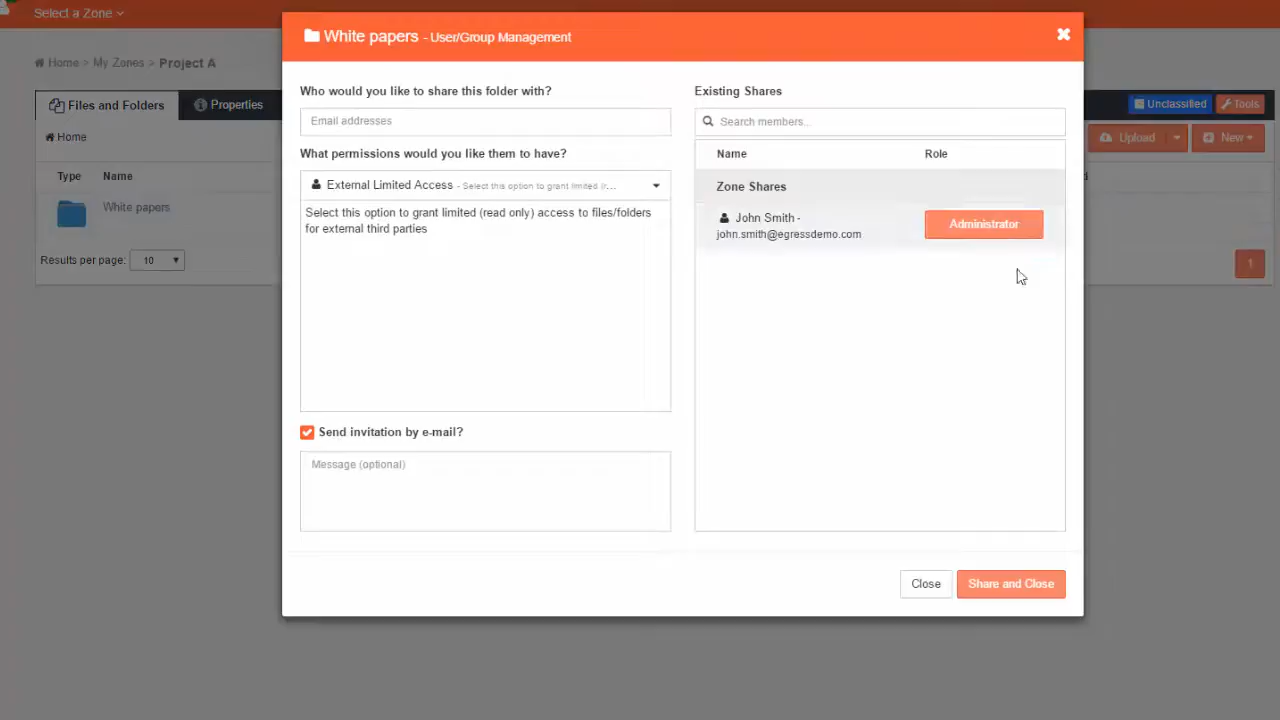 Select a Zone
White papers - User/Group Management
Home > My Zones > Project A
Files and Folders
Properties
Unclassified
Tools
Home
Upload
New
Type
Name
White papers
Results per page:
10
1
Who would you like to share this folder with?
Email addresses
What permissions would you like them to have?
External Limited Access - Select this option to grant limited (r...
Select this option to grant limited (read only) access to files/folders
for external third parties
Send invitation by e-mail?
Message (optional)
Existing Shares
Search members...
Name
Role
Zone Shares
John Smith -
john.smith@egressdemo.com
Administrator
Close
Share and Close